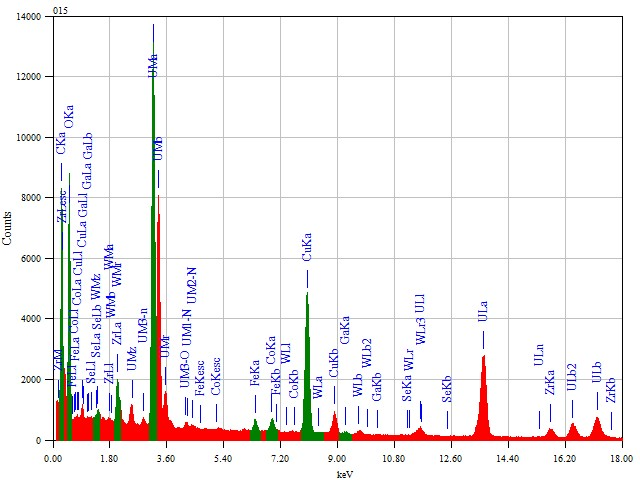 015
14000
12000
10000
8000
6000
4000
2000
0
Counts
0.00 1.80 3.60 5.40 7.20 9.00 10.80 12.60 14.40 16.20 18.00
keV
ZrM
CKa
ZrLesc
OKa
FeLl FeLa CoLl CoLa CuLl CuLa GaLl GaLa GaLb
SeLl SeLa SeLb WMz
ZrLl WMb WMa
ZrLa WMr
UMz
UM3-n
UMa
UMb
UMr
UM3-O UM1-N UM2-N
FeKesc
CoKesc
FeKa
FeKb CoKa
WLl
CoKb
CuKa
WLa
CuKb
GaKa
WLb
WLb2
GaKb
SeKa WLr
WLr3 ULl
SeKb
ULa
ULn
ZrKa
ULb2
ULb
ZrKb